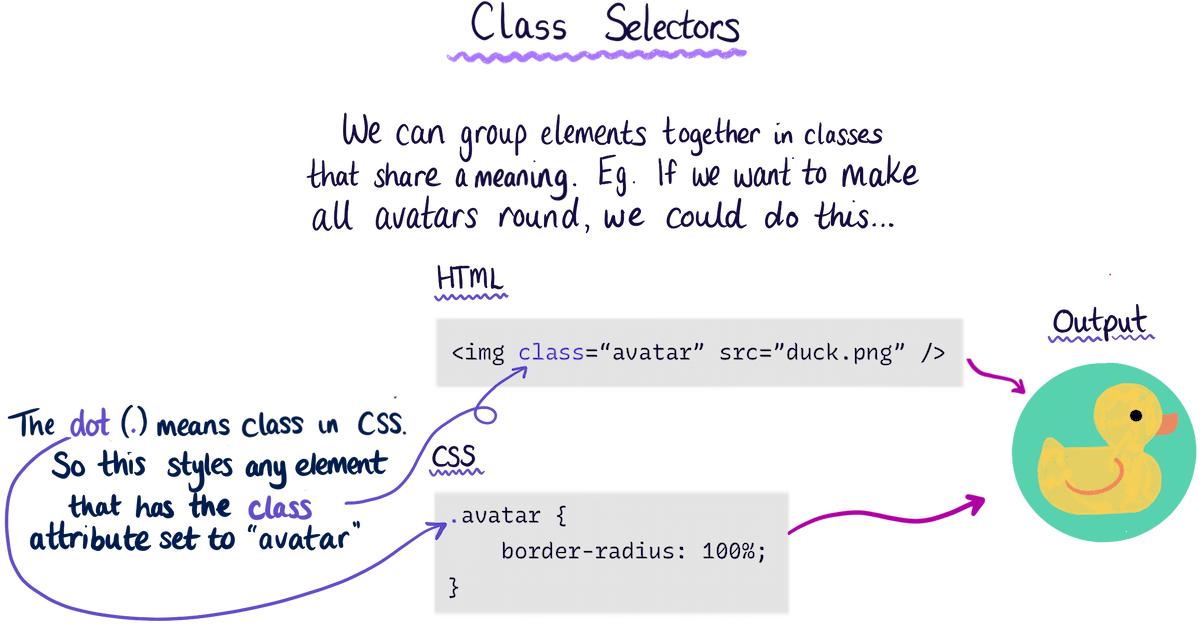 Class Selectors
We can group elements together in classes
that share a meaning. Eg. If we want to make
all avatars round, we could do this...
HTML
<img class=“avatar” src=”duck.png” />
Output
The dot (.) means class in CSS.
So this styles any element
that has the class
attribute set to “avatar”
CSS
.avatar {
    border-radius: 100%;
}